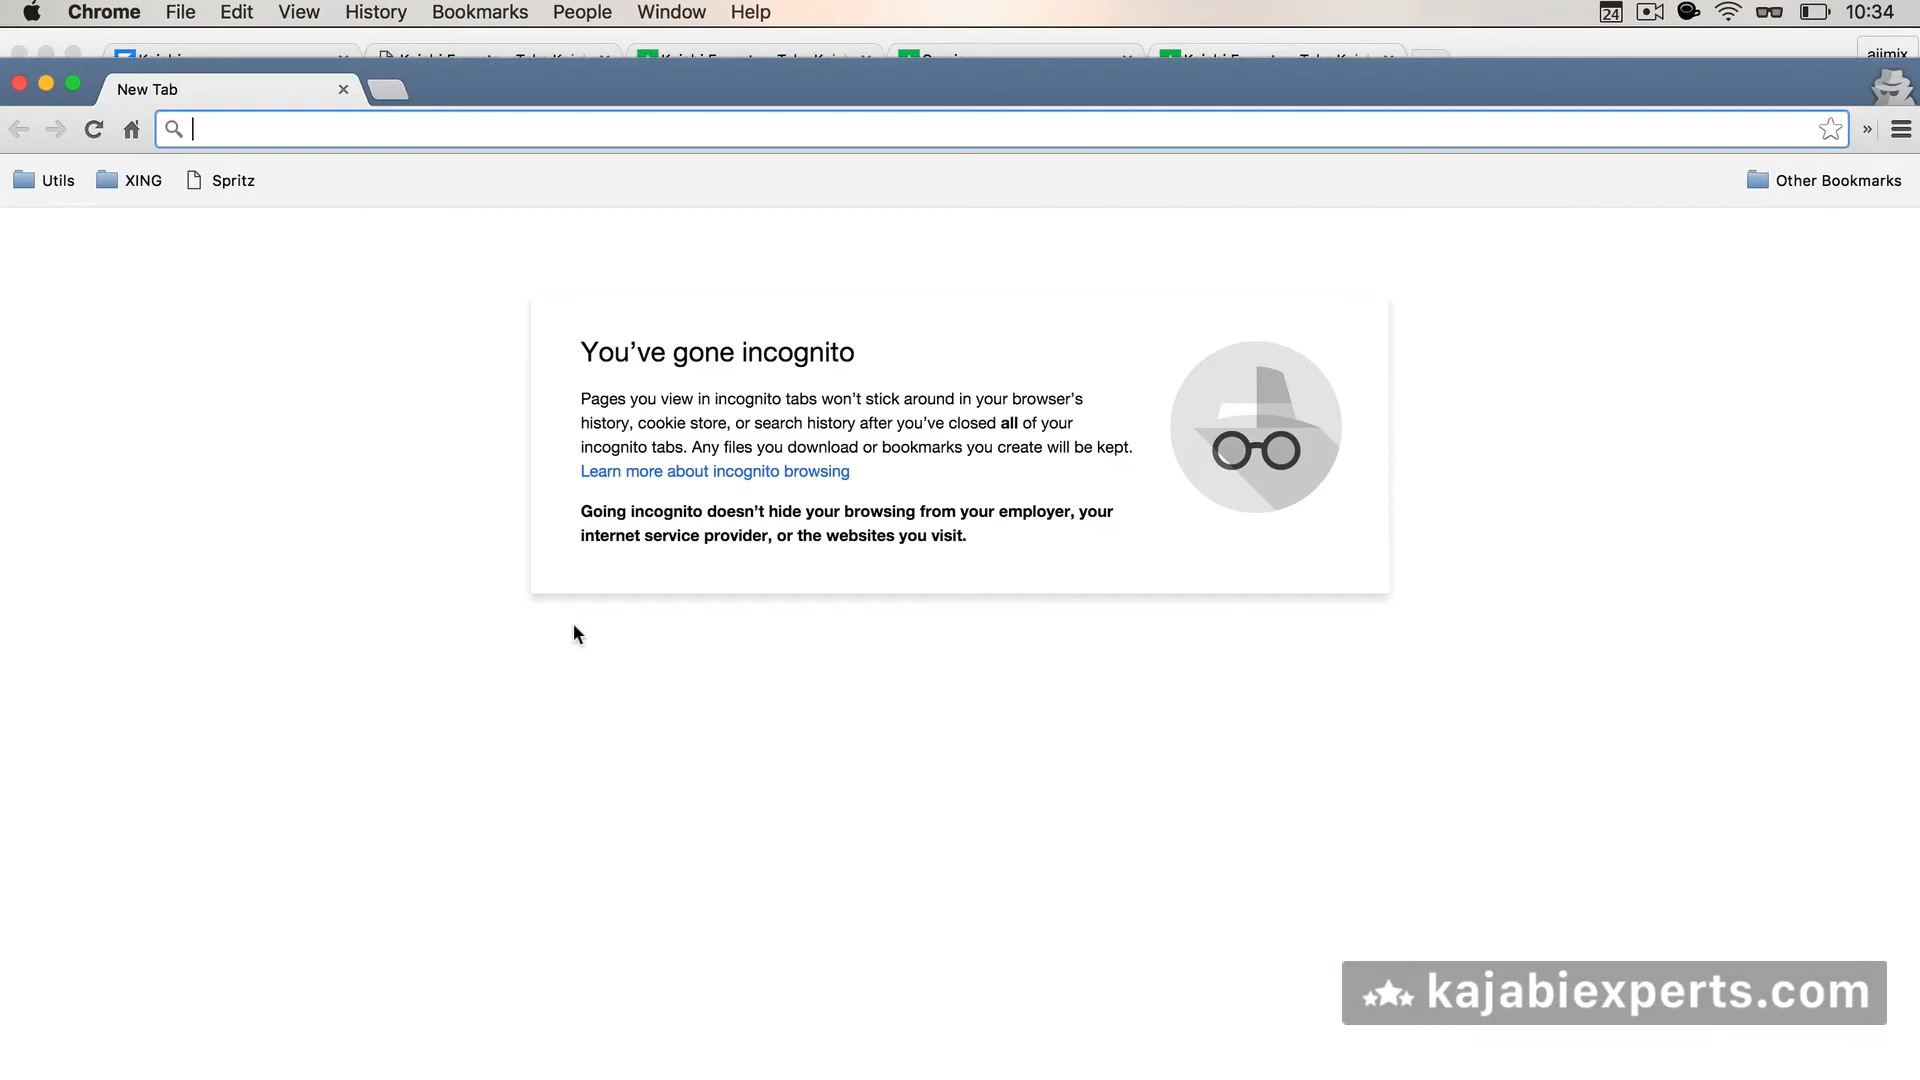 Chrome File Edit View History Bookmarks People Window Help 24 10:34
ajimix
New Tab
Utils XING Spritz Other Bookmarks
You've gone incognito
Pages you view in incognito tabs won't stick around in your browser's
history, cookie store, or search history after you've closed all of your
incognito tabs. Any files you download or bookmarks you create will be kept.
Learn more about incognito browsing
Going incognito doesn't hide your browsing from your employer, your
internet service provider, or the websites you visit.
kajabiexperts.com